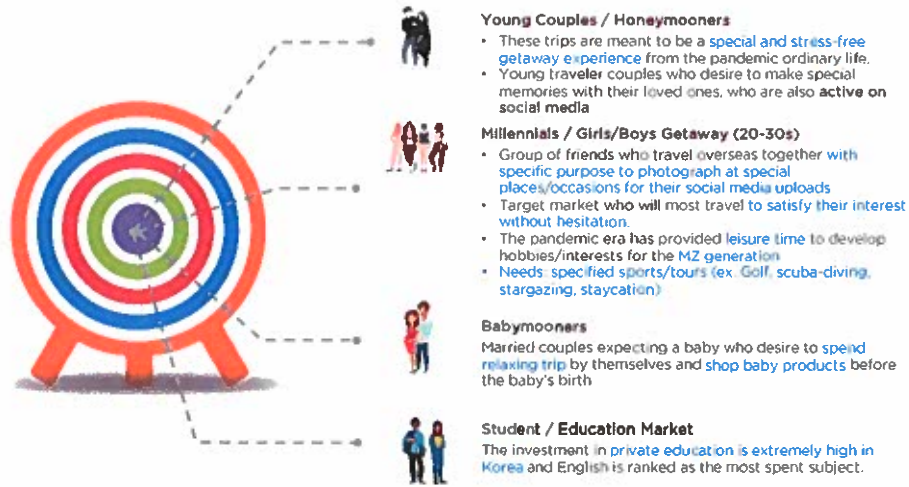 Young Couples / Honeymooners
• These trips are meant to be a special and stress-free
getaway experience from the pandemic ordinary life.
• Young traveler couples who desire to make special
memories with their loved ones, who are also active on
social media
Millennials / Girls/Boys Getaway (20-30s)
• Group of friends who travel overseas together with
specific purpose to photograph at special
places/occasions for their social media uploads
• Target market who will most travel to satisfy their interest
without hesitation.
• The pandemic era has provided leisure time to develop
hobbies/interests for the MZ generation
• Needs: specified sports/tours (ex. Golf, scuba-diving,
stargazing, staycation)
Babymooners
Married couples expecting a baby who desire to spend
relaxing trip by themselves and shop baby products before
the baby's birth
Student / Education Market
The investment in private education is extremely high in
Korea and English is ranked as the most spent subject.